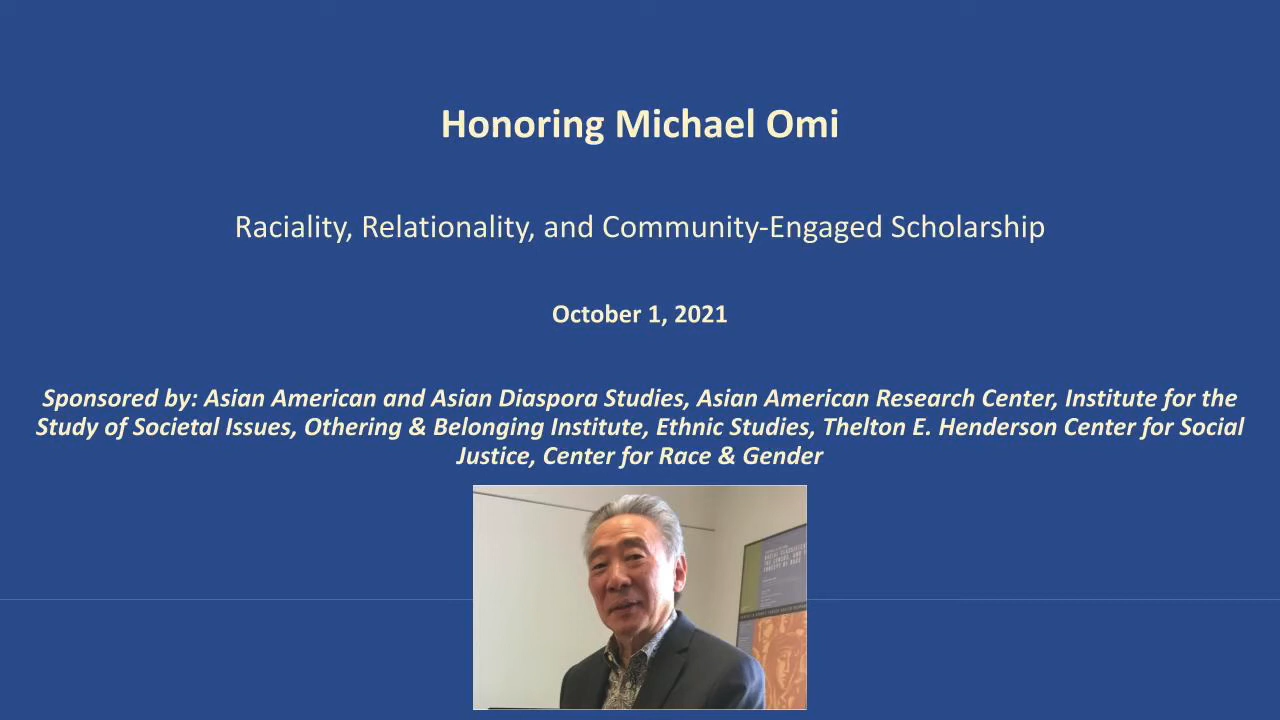 Honoring Michael Omi
Raciality, Relationality, and Community-Engaged Scholarship
October 1, 2021
Sponsored by: Asian American and Asian Diaspora Studies, Asian American Research Center, Institute for the
Study of Societal Issues, Othering & Belonging Institute, Ethnic Studies, Thelton E. Henderson Center for Social
Justice, Center for Race & Gender